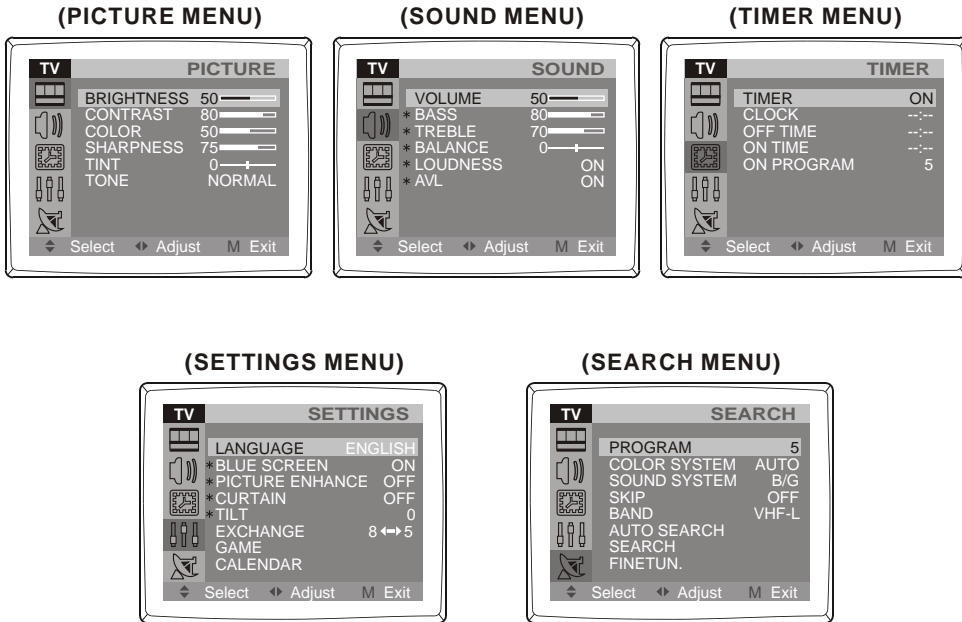 (PICTURE MENU)
TV PICTURE
BRIGHTNESS 50
CONTRAST 80
COLOR 50
SHARPNESS 75
TINT 0
TONE NORMAL
Select Adjust M Exit
(SOUND MENU)
TV SOUND
VOLUME 50
* BASS 80
* TREBLE 70
* BALANCE 0
* LOUDNESS ON
* AVL ON
Select Adjust M Exit
(TIMER MENU)
TV TIMER
TIMER ON
CLOCK --:--
OFF TIME --:--
ON TIME --:--
ON PROGRAM 5
Select Adjust M Exit
(SETTINGS MENU)
TV SETTINGS
LANGUAGE ENGLISH
*BLUE SCREEN ON
*PICTURE ENHANCE OFF
*CURTAIN OFF
*TILT 0
EXCHANGE 8↔5
GAME
CALENDAR
Select Adjust M Exit
(SEARCH MENU)
TV SEARCH
PROGRAM 5
COLOR SYSTEM AUTO
SOUND SYSTEM B/G
SKIP OFF
BAND VHF-L
AUTO SEARCH
SEARCH
FINETUN.
Select Adjust M Exit